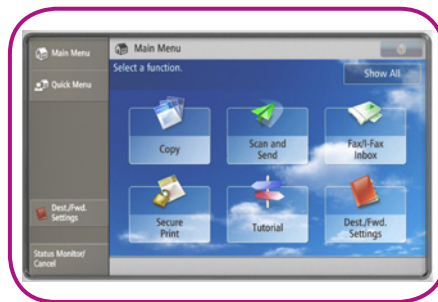 Main Menu
Quick Menu
Dest./Fwd.
Settings
Status Monitor/
Cancel
Main Menu
Select a function.
Show All
Copy
Scan and
Send
Fax/I-Fax
Inbox
Secure
Print
Tutorial
Dest./Fwd.
Settings